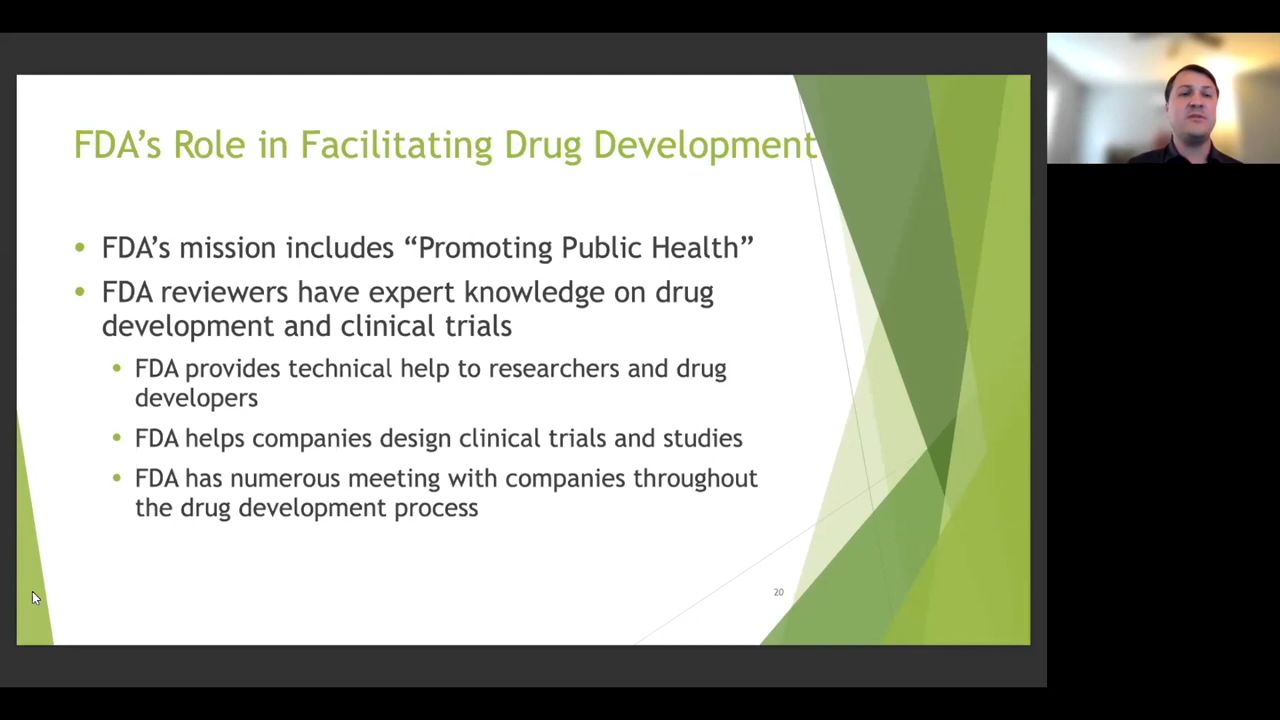 FDA’s Role in Facilitating Drug Development
• FDA’s mission includes “Promoting Public Health”
• FDA reviewers have expert knowledge on drug
development and clinical trials
• FDA provides technical help to researchers and drug
developers
• FDA helps companies design clinical trials and studies
• FDA has numerous meeting with companies throughout
the drug development process
20